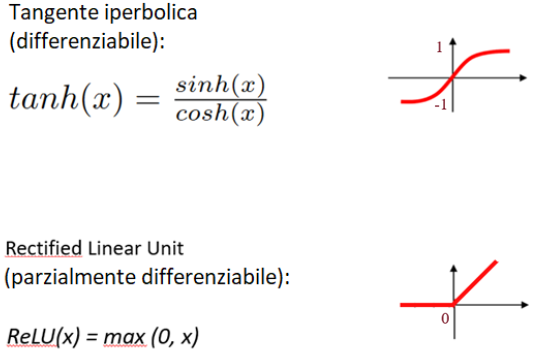 Tangente iperbolica
(differenziabile):
tanh(x) = sinh(x)/cosh(x)
1
-1
Rectified Linear Unit
(parzialmente differenziabile):
0
ReLU(x) = max (0, x)